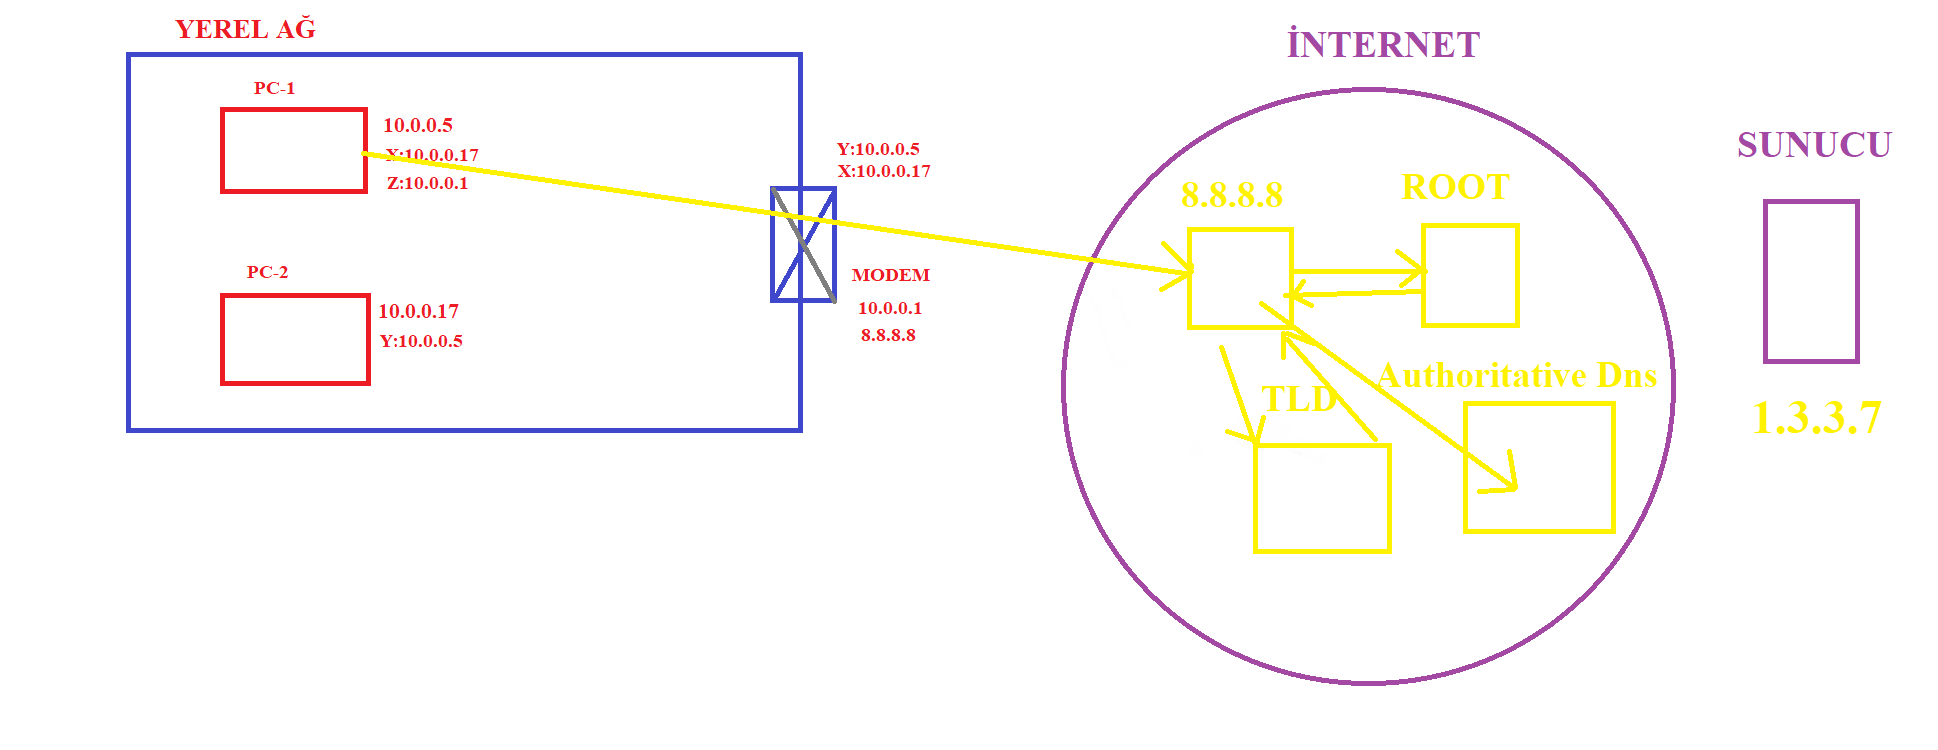 YEREL AĞ
PC-1
10.0.0.5
X:10.0.0.17
Z:10.0.0.1
PC-2
10.0.0.17
Y:10.0.0.5
Y:10.0.0.5
X:10.0.0.17
MODEM
10.0.0.1
8.8.8.8
İNTERNET
8.8.8.8
ROOT
TLD
Authoritative Dns
SUNUCU
1.3.3.7